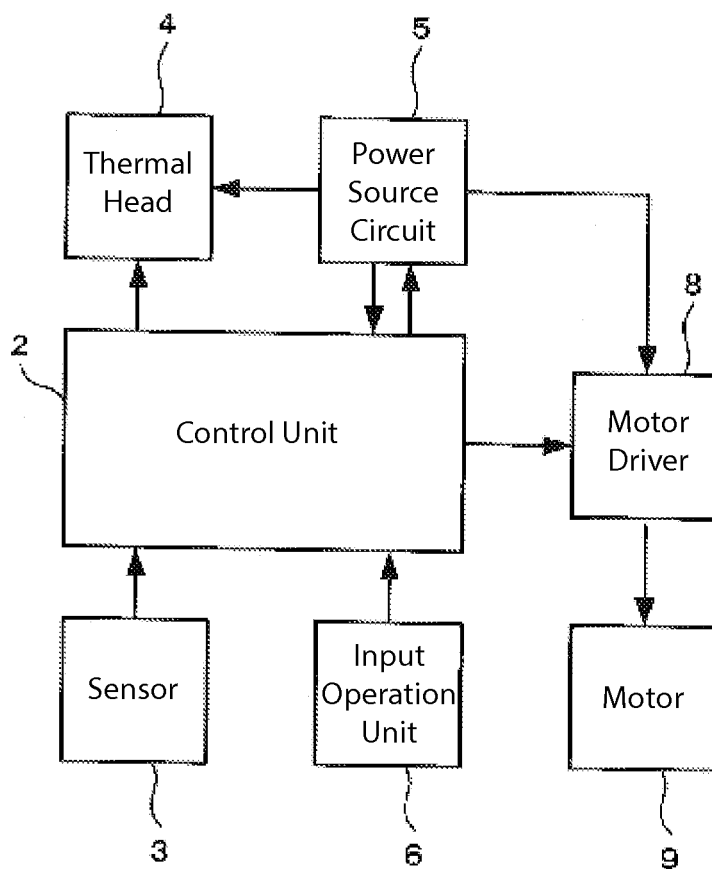 4
5
Thermal
Head
Power
Source
Circuit
8
2
Control Unit
Motor
Driver
Sensor
Input
Operation
Unit
Motor
3
6
9